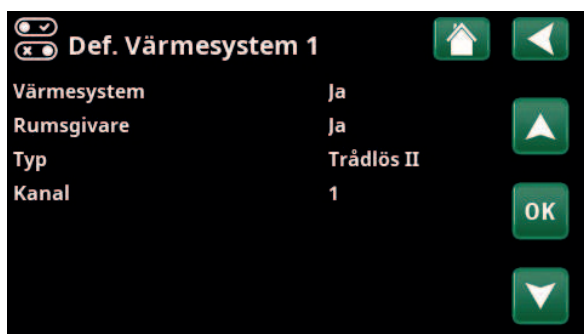 Def. Värmesystem 1
Värmesystem Ja
Rumsgivare Ja
Typ Trådlös II
Kanal 1
OK